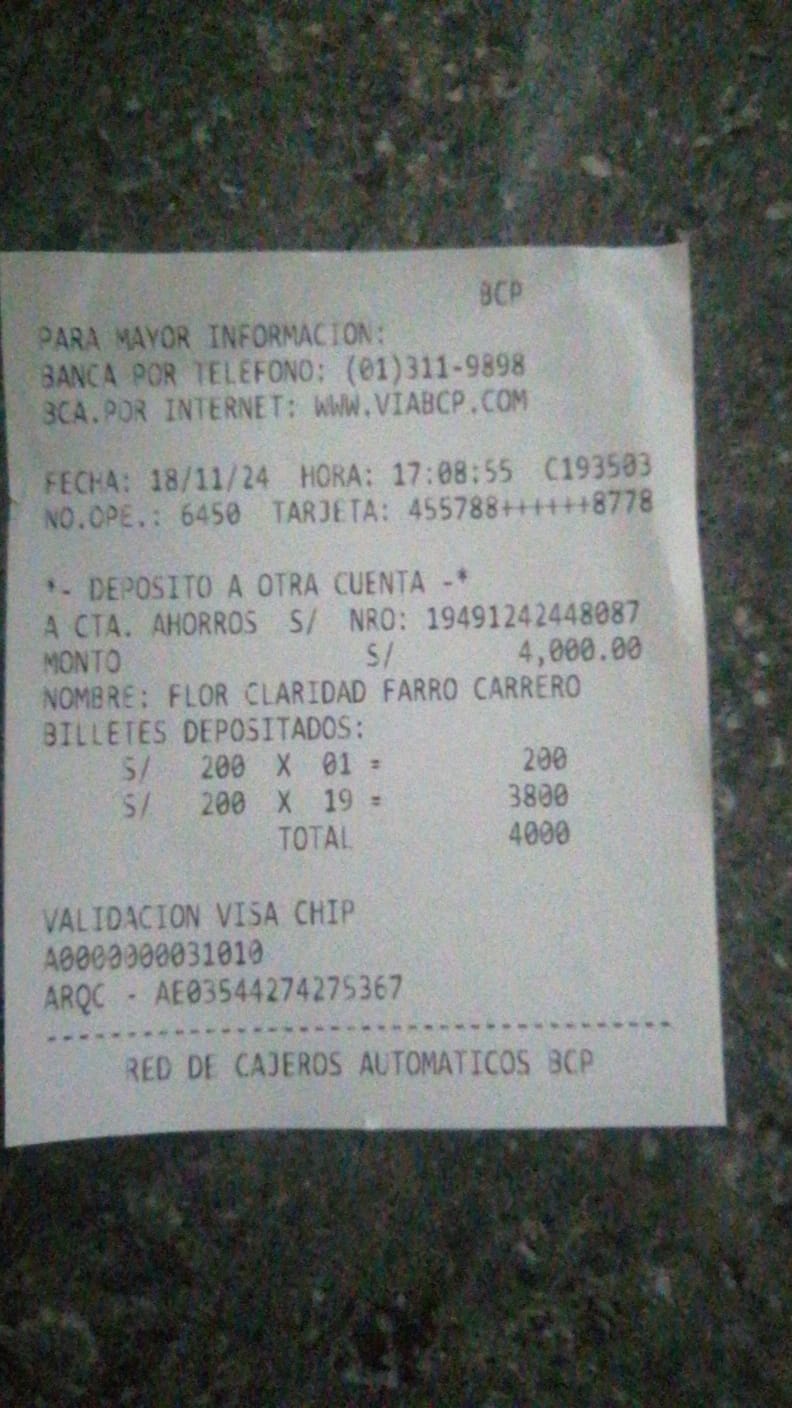 BCP
PARA MAYOR INFORMACION:
BANCA POR TELEFONO: (01)311-9898
BCA.POR INTERNET: WWW.VIABCP.COM
FECHA: 18/11/24 HORA: 17:08:55 C193503
NO.OPE.: 6450 TARJETA: 455788++++++8778
*- DEPOSITO A OTRA CUENTA -*
A CTA. AHORROS S/ NRO: 19491242448087
MONTO S/ 4,000.00
NOMBRE: FLOR CLARIDAD FARRO CARRERO
BILLETES DEPOSITADOS:
S/ 200 X 01 = 200
S/ 200 X 19 = 3800
TOTAL 4000
VALIDACION VISA CHIP
A0000000031010
ARQC - AE03544274275367
----------------------------------------
RED DE CAJEROS AUTOMATICOS BCP